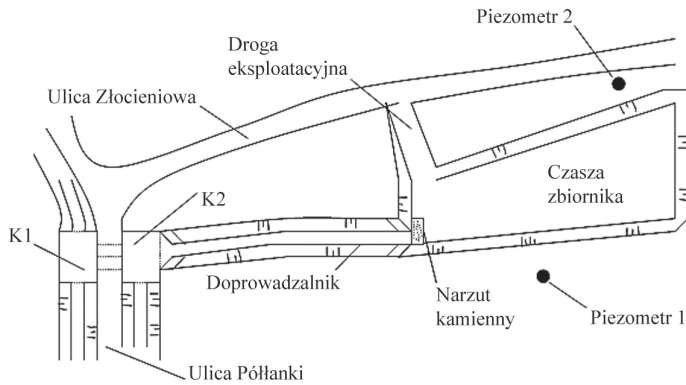 Piezometr 2
Droga
eksploatacyjna
Ulica Złocieniowa
Czasza
zbiornika
K2
K1
Doprowadzalnik
Narzut
kamienny
Piezometr 1
Ulica Półłanki